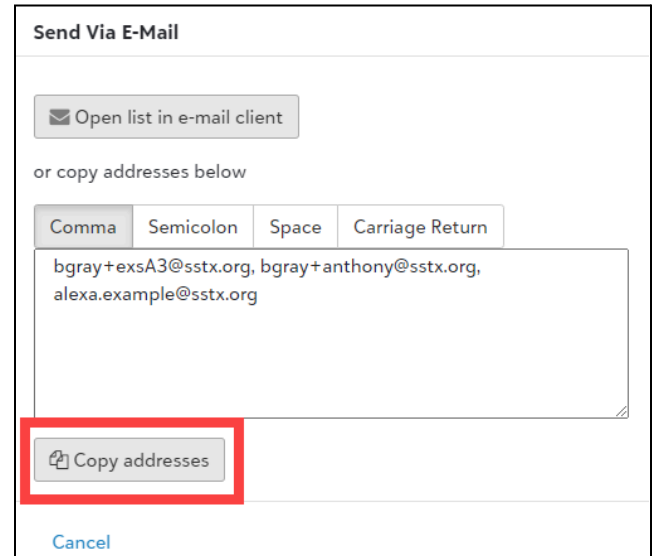 Send Via E-Mail
Open list in e-mail client
or copy addresses below
Comma Semicolon Space Carriage Return
bgray+exsA3@sstx.org, bgray+anthony@sstx.org,
alexa.example@sstx.org
Copy addresses
Cancel